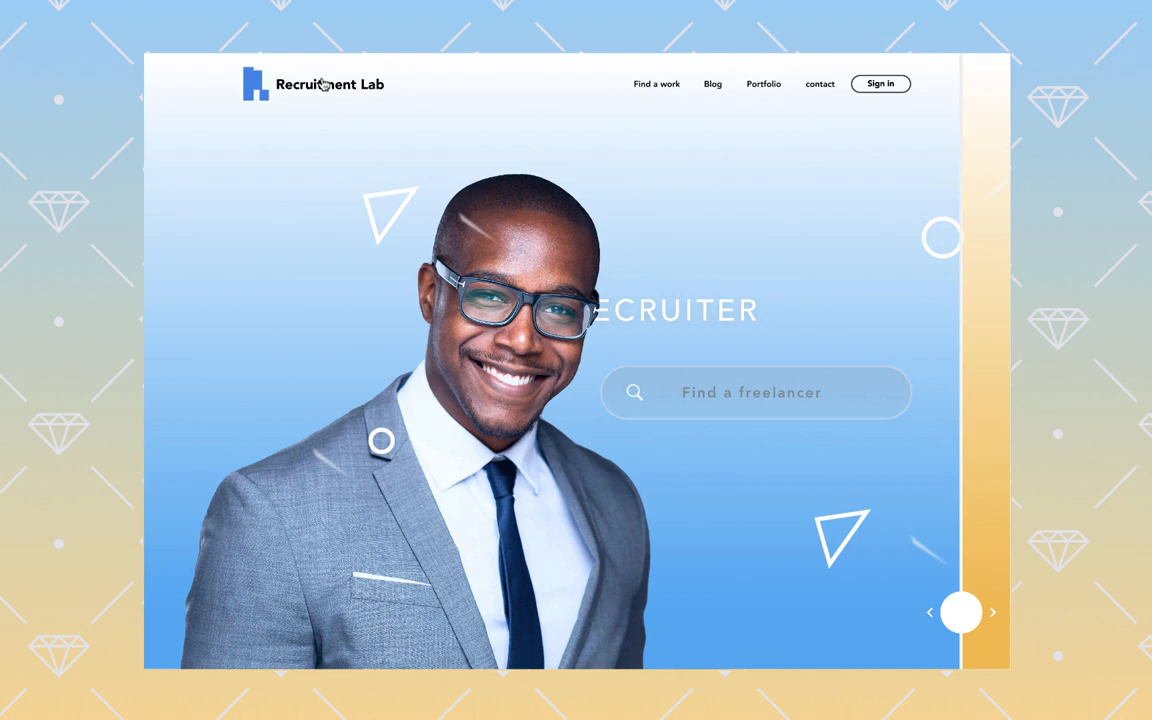 Recruitment Lab
Find a work
Blog
Portfolio
contact
Sign in
ECRUITER
Find a freelancer